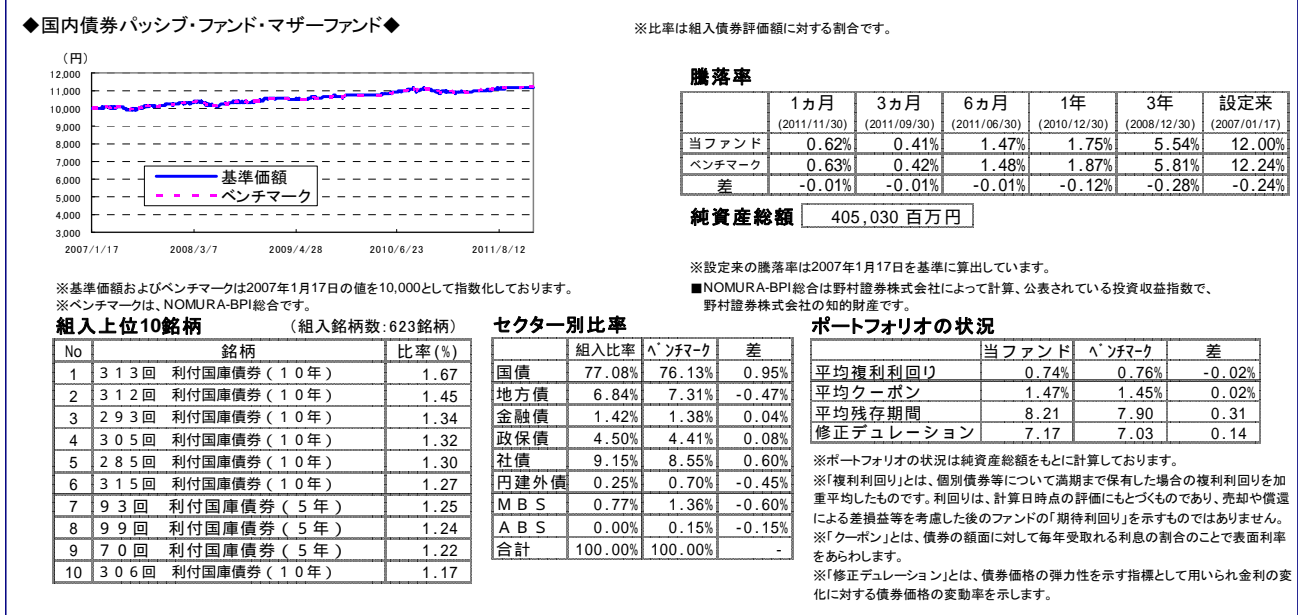 ◆国内債券パッシブ・ファンド・マザーファンド◆
※比率は組入債券評価額に対する割合です。
（円）
12,000
11,000
10,000
9,000
8,000
7,000
6,000
5,000
4,000
3,000
基準価額
ベンチマーク
2007/1/17 2008/3/7 2009/4/28 2010/6/23 2011/8/12
※基準価額およびベンチマークは2007年1月17日の値を10,000として指数化しております。
※ベンチマークは、NOMURA-BPI総合です。
騰落率
1ヵ月 3ヵ月 6ヵ月 1年 3年 設定来
(2011/11/30) (2011/09/30) (2011/06/30) (2010/12/30) (2008/12/30) (2007/01/17)
当ファンド 0.62% 0.41% 1.47% 1.75% 5.54% 12.00%
ベンチマーク 0.63% 0.42% 1.48% 1.87% 5.81% 12.24%
差 -0.01% -0.01% -0.01% -0.12% -0.28% -0.24%
純資産総額 405,030 百万円
※設定来の騰落率は2007年1月17日を基準に算出しています。
■NOMURA-BPI総合は野村證券株式会社によって計算、公表されている投資収益指数で、
野村證券株式会社の知的財産です。
組入上位10銘柄 （組入銘柄数:623銘柄）
No 銘柄 比率(%)
1 ３１３回 利付国庫債券（１０年） 1.67
2 ３１２回 利付国庫債券（１０年） 1.45
3 ２９３回 利付国庫債券（１０年） 1.34
4 ３０５回 利付国庫債券（１０年） 1.32
5 ２８５回 利付国庫債券（１０年） 1.30
6 ３１５回 利付国庫債券（１０年） 1.27
7 ９３回 利付国庫債券（５年） 1.25
8 ９９回 利付国庫債券（５年） 1.24
9 ７０回 利付国庫債券（５年） 1.22
10 ３０６回 利付国庫債券（１０年） 1.17
セクター別比率
組入比率 ﾍﾞﾝﾁﾏｰｸ 差
国債 77.08% 76.13% 0.95%
地方債 6.84% 7.31% -0.47%
金融債 1.42% 1.38% 0.04%
政保債 4.50% 4.41% 0.08%
社債 9.15% 8.55% 0.60%
円建外債 0.25% 0.70% -0.45%
ＭＢＳ 0.77% 1.36% -0.60%
ＡＢＳ 0.00% 0.15% -0.15%
合計 100.00% 100.00% -
ポートフォリオの状況
当ファンド ﾍﾞﾝﾁﾏｰｸ 差
平均複利利回り 0.74% 0.76% -0.02%
平均クーポン 1.47% 1.45% 0.02%
平均残存期間 8.21 7.90 0.31
修正デュレーション 7.17 7.03 0.14
※ポートフォリオの状況は純資産総額をもとに計算しております。
※「複利利回り」とは、個別債券等について満期まで保有した場合の複利利回りを加
重平均したものです。利回りは、計算日時点の評価にもとづくものであり、売却や償還
による差損益等を考慮した後のファンドの「期待利回り」を示すものではありません。
※「クーポン」とは、債券の額面に対して毎年受取れる利息の割合のことで表面利率
をあらわします。
※「修正デュレーション」とは、債券価格の弾力性を示す指標として用いられ金利の変
化に対する債券価格の変動率を示します。